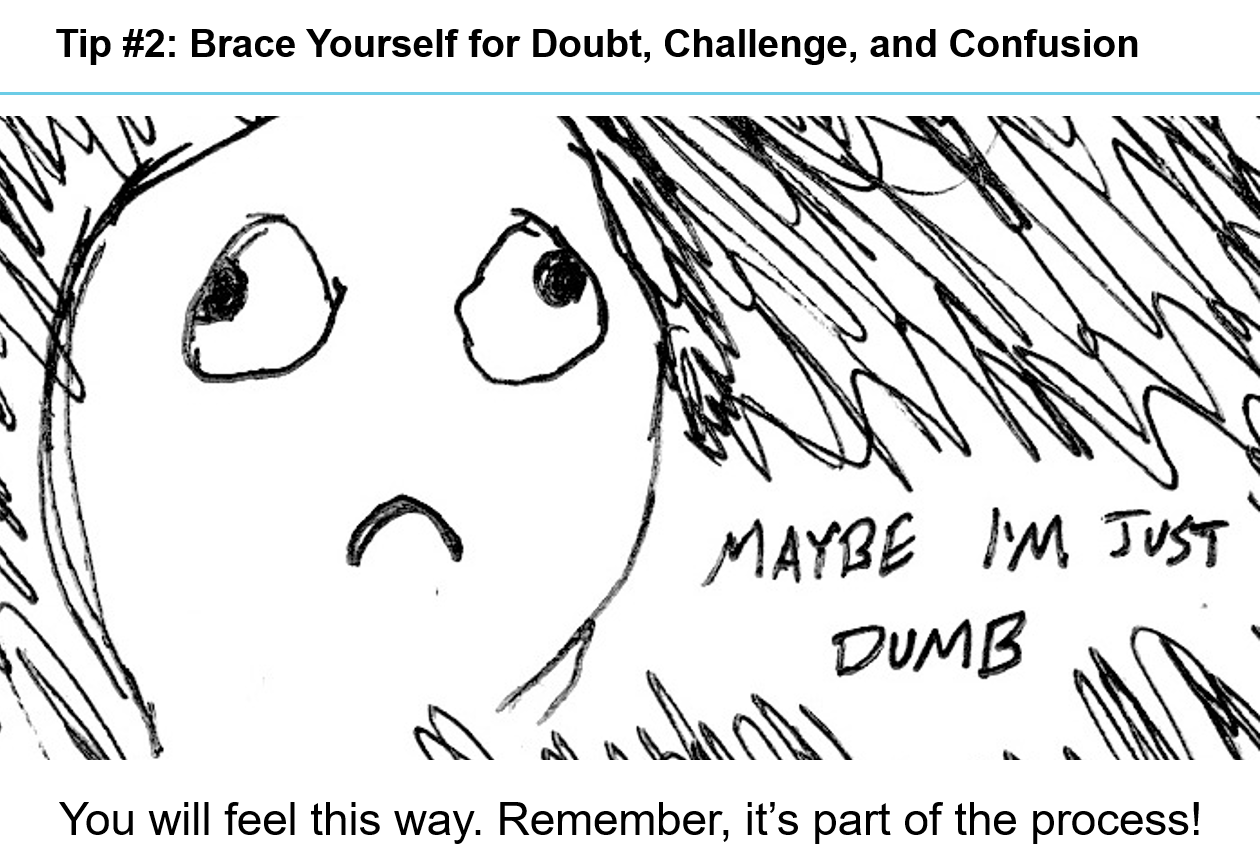 Tip #2: Brace Yourself for Doubt, Challenge, and Confusion
MAYBE I'M JUST
DUMB
You will feel this way. Remember, it’s part of the process!